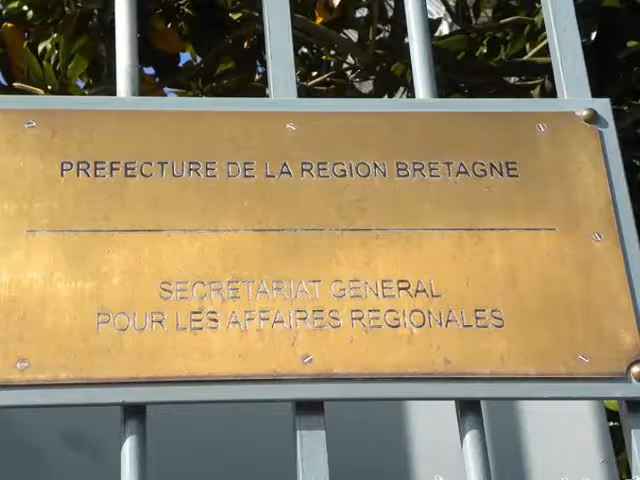 PREFECTURE DE LA REGION BRETAGNE
SECRETARIAT GENERAL
POUR LES AFFAIRES REGIONALES